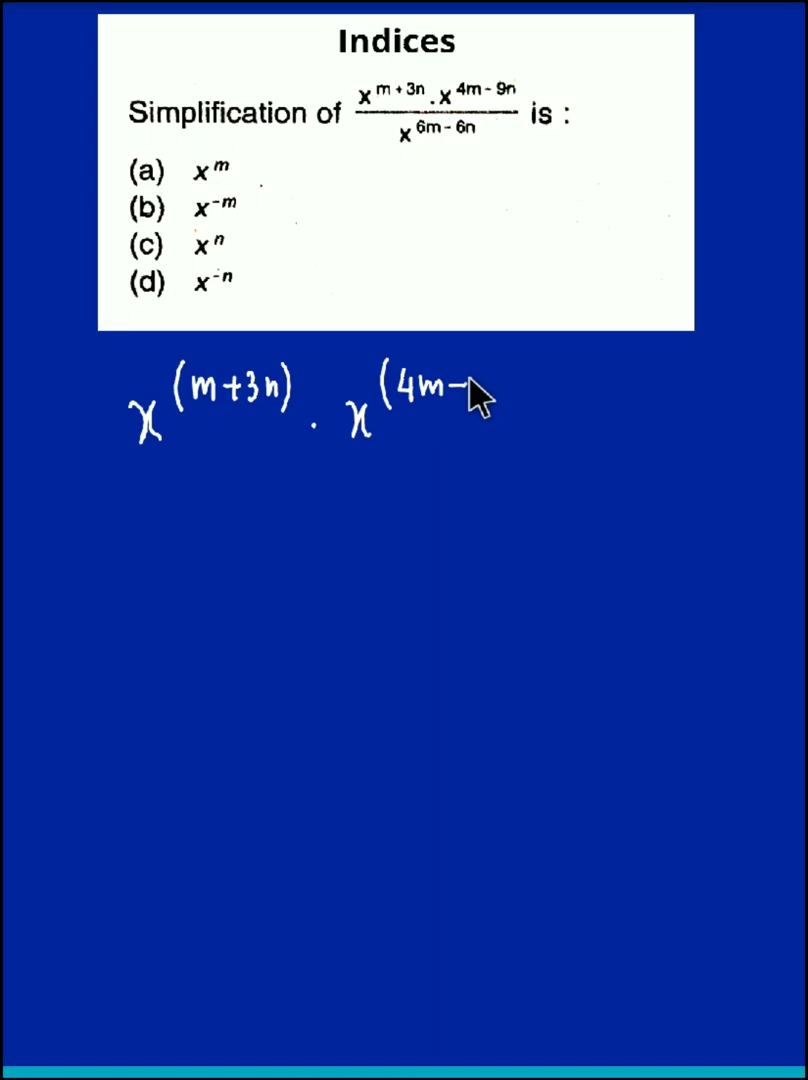 Indices
Simplification of x^{m + 3n} . x^{4m - 9n} / x^{6m - 6n} is :
(a) x^m
(b) x^{-m}
(c) x^n
(d) x^{-n}
x^{(m+3n)} . x^{(4m-